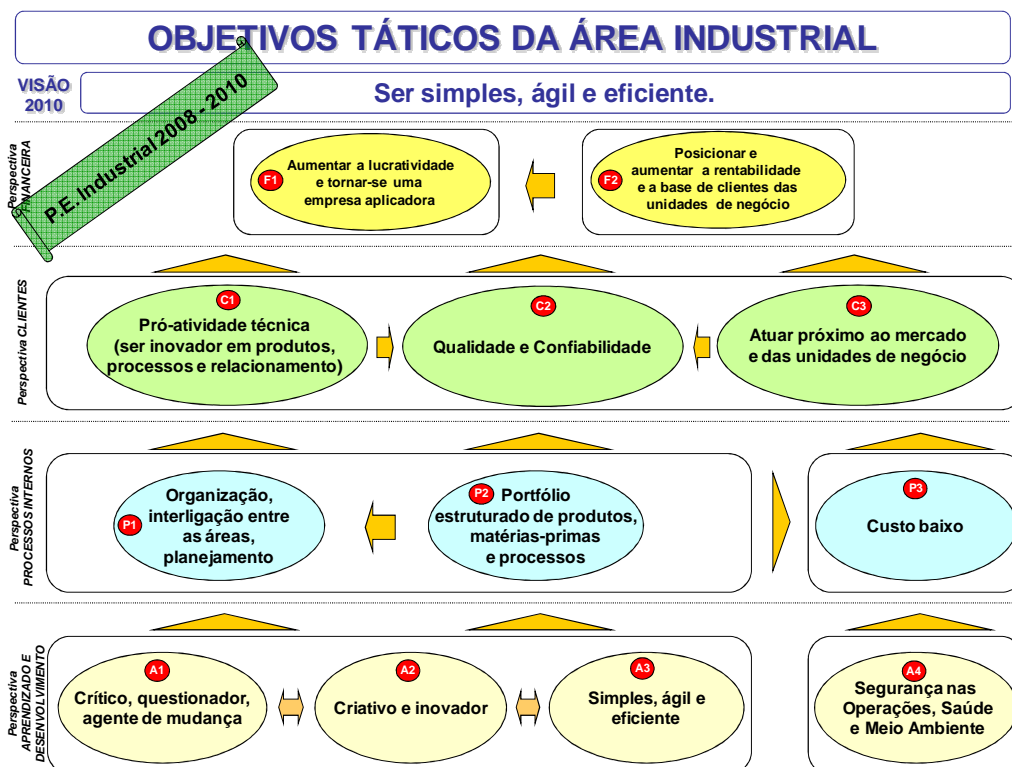 OBJETIVOS TÁTICOS DA ÁREA INDUSTRIAL
VISÃO
2010
Ser simples, ágil e eficiente.
P.E. Industrial 2008 - 2010
Perspectiva
FINANCEIRA
F1
Aumentar a lucratividade
e tornar-se uma
empresa aplicadora
F2
Posicionar e
aumentar a rentabilidade
e a base de clientes das
unidades de negócio
Perspectiva CLIENTES
C1
Pró-atividade técnica
(ser inovador em produtos,
processos e relacionamento)
C2
Qualidade e Confiabilidade
C3
Atuar próximo ao mercado
e das unidades de negócio
Perspectiva
PROCESSOS INTERNOS
P1
Organização,
interligação entre
as áreas,
planejamento
P2
Portfólio
estruturado de produtos,
matérias-primas
e processos
P3
Custo baixo
Perspectiva
APRENDIZADO E
DESENVOLVIMENTO
A1
Crítico, questionador,
agente de mudança
A2
Criativo e inovador
A3
Simples, ágil e
eficiente
A4
Segurança nas
Operações, Saúde
e Meio Ambiente